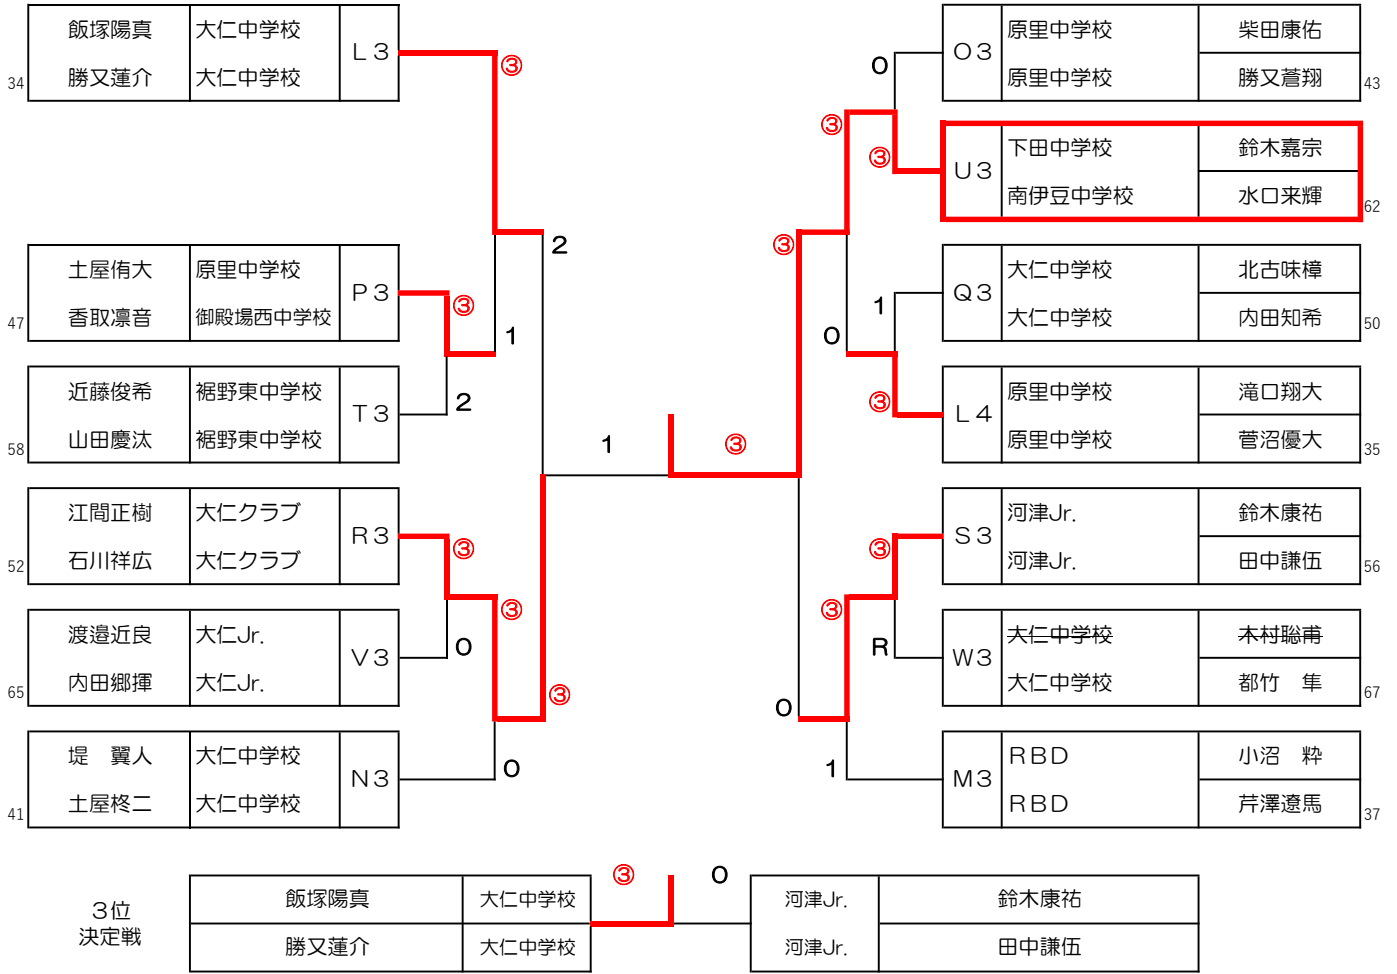 飯塚陽真 大仁中学校
勝又蓮介 大仁中学校
L3
34
③
土屋侑大 原里中学校
香取凛音 御殿場西中学校
P3
47
③
1
2
近藤俊希 裾野東中学校
山田慶汰 裾野東中学校
T3
58
2
江間正樹 大仁クラブ
石川祥広 大仁クラブ
R3
52
③
③
渡邉近良 大仁Jr.
内田郷揮 大仁Jr.
V3
65
0
③
堤 翼人 大仁中学校
土屋柊二 大仁中学校
N3
41
0
1
③
O3
原里中学校 柴田康佑
原里中学校 勝又蒼翔
43
0
③
③
U3
下田中学校 鈴木嘉宗
南伊豆中学校 水口来輝
62
③
Q3
大仁中学校 北古味樟
大仁中学校 内田知希
50
1
0
L4
原里中学校 滝口翔大
原里中学校 菅沼優大
35
③
S3
河津Jr. 鈴木康祐
河津Jr. 田中謙伍
56
③
③
W3
大仁中学校 木村聡甫
大仁中学校 都竹 隼
67
R
0
M3
RBD 小沼 粋
RBD 芹澤遼馬
37
1
3位
決定戦
飯塚陽真 大仁中学校
勝又蓮介 大仁中学校
③ 0
河津Jr. 鈴木康祐
河津Jr. 田中謙伍